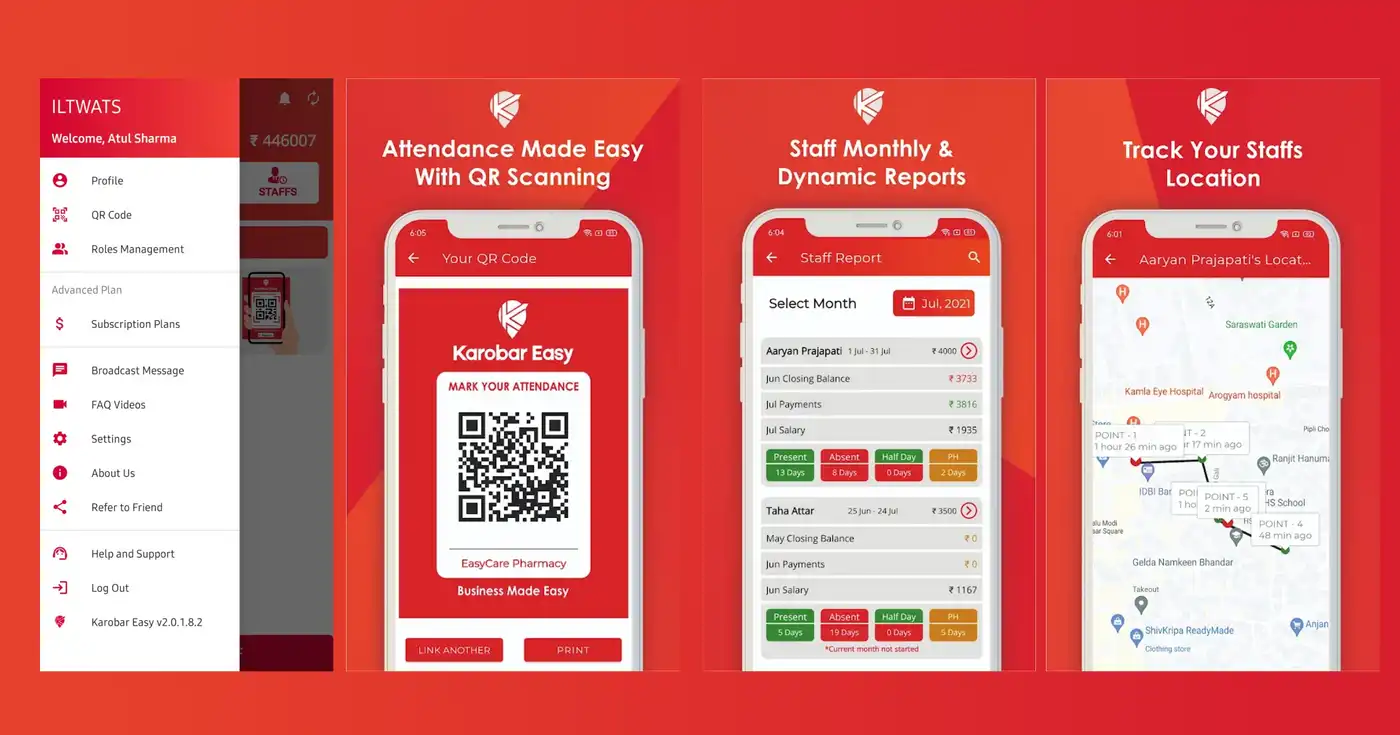 ILTWATS
Welcome, Atul Sharma
Profile
QR Code
Roles Management
Advanced Plan
Subscription Plans
Broadcast Message
FAQ Videos
Settings
About Us
Refer to Friend
Help and Support
Log Out
Karobar Easy v2.0.1.8.2
₹ 446007
STAFFS
Attendance Made Easy
With QR Scanning
6:05
Your QR Code
Karobar Easy
MARK YOUR ATTENDANCE
EasyCare Pharmacy
Business Made Easy
LINK ANOTHER PRINT
Staff Monthly &
Dynamic Reports
6:04
Staff Report
Select Month Jul, 2021
Aaryan Prajapati 1 Jul - 31 Jul ₹ 4000
Jun Closing Balance ₹ 3733
Jul Payments ₹ 3816
Jul Salary ₹ 1935
Present Absent Half Day PH
13 Days 8 Days 0 Days 2 Days
Taha Attar 25 Jun - 24 Jul ₹ 3500
May Closing Balance ₹ 0
Jun Payments ₹ 0
Jun Salary ₹ 1167
Present Absent Half Day PH
5 Days 19 Days 0 Days 5 Days
*Current month not started
Track Your Staffs
Location
6:01
Aaryan Prajapati's Locat...
Saraswati Garden
Kamla Eye Hospital
Arogyam hospital
Pipli Cho
POINT - 1
1 hour 26 min ago
NT - 2
ur 17 min ago
Ranjit Hanuma
IDBI Bar
HS School
POI
1 ho
POINT - 5
2 min ago
POINT - 4
48 min ago
alu Modi
aar Square
Gelda Namkeen Bhandar
Takeout
ShivKripa ReadyMade
Clothing store
Anjan